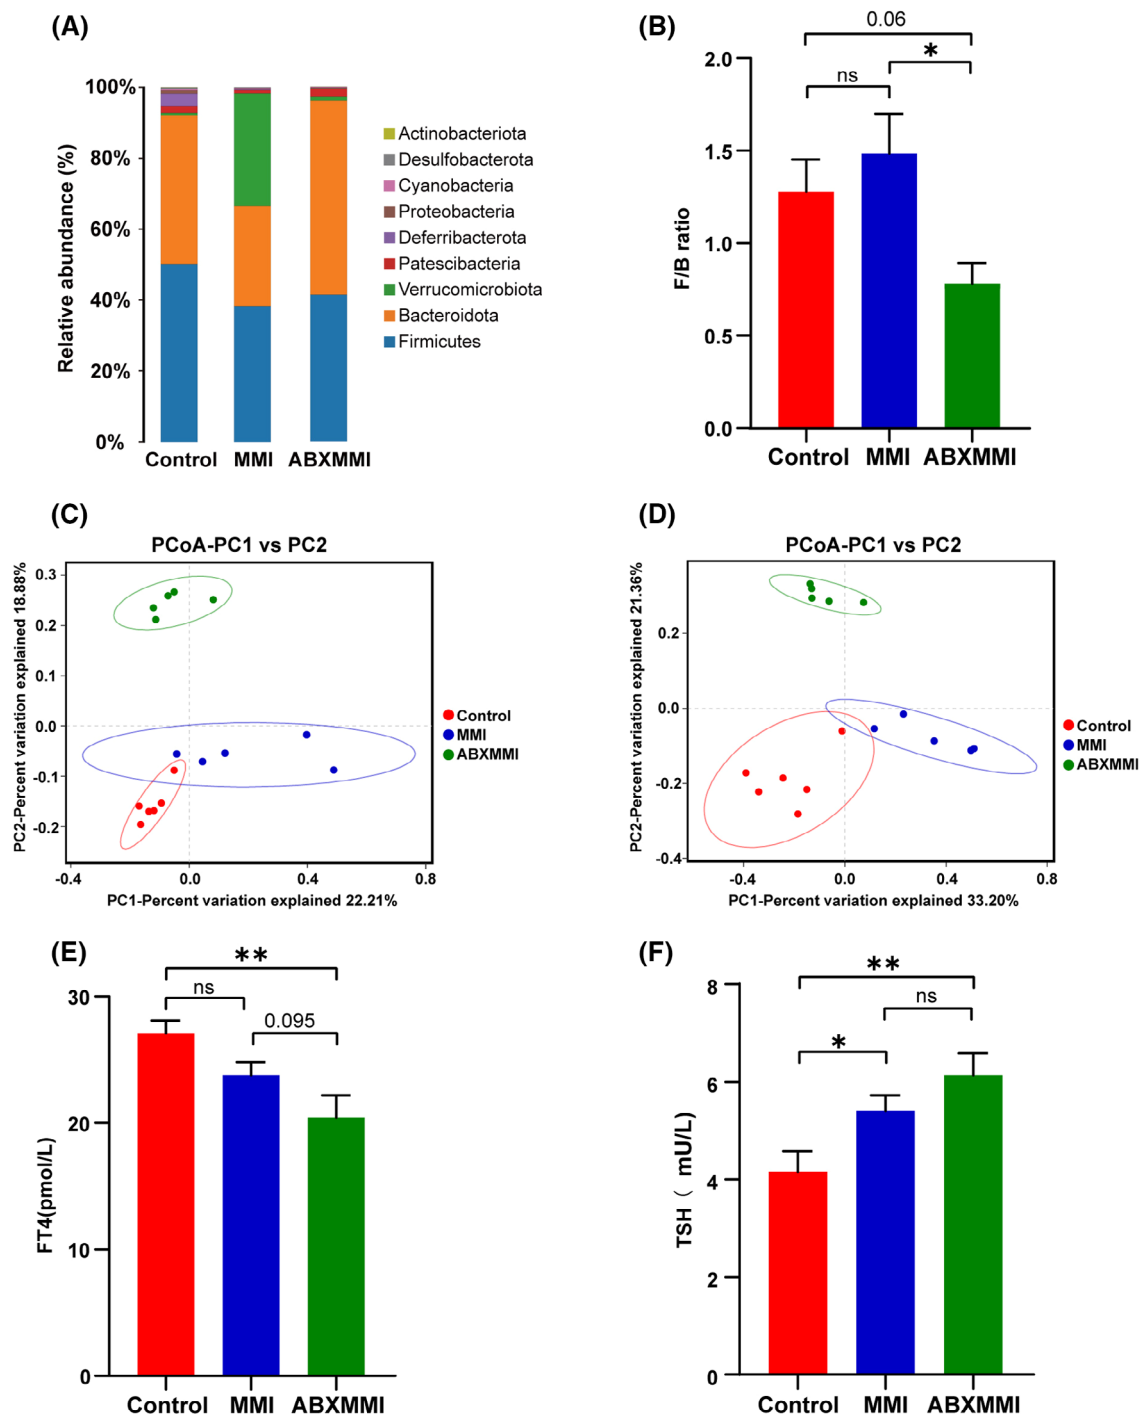 (A)
Relative abundance (%)
100%
80%
60%
40%
20%
0%
Control MMI ABXMMI
Actinobacteriota
Desulfobacterota
Cyanobacteria
Proteobacteria
Deferribacterota
Patescibacteria
Verrucomicrobiota
Bacteroidota
Firmicutes
(B)
F/B ratio
2.0
1.5
1.0
0.5
0.0
0.06
ns
*
Control MMI ABXMMI
(C)
PCoA-PC1 vs PC2
PC2-Percent variation explained 18.88%
0.3
0.2
0.1
0.0
-0.1
-0.2
-0.4 0.0 0.4 0.8
PC1-Percent variation explained 22.21%
Control
MMI
ABXMMI
(D)
PCoA-PC1 vs PC2
PC2-Percent variation explained 21.36%
0.2
0.0
-0.2
-0.4
-0.4 0.0 0.4 0.8
PC1-Percent variation explained 33.20%
Control
MMI
ABXMMI
(E)
FT4(pmol/L)
30
20
10
0
**
ns
0.095
Control MMI ABXMMI
(F)
TSH（ mU/L)
8
6
4
2
0
**
ns
*
Control MMI ABXMMI